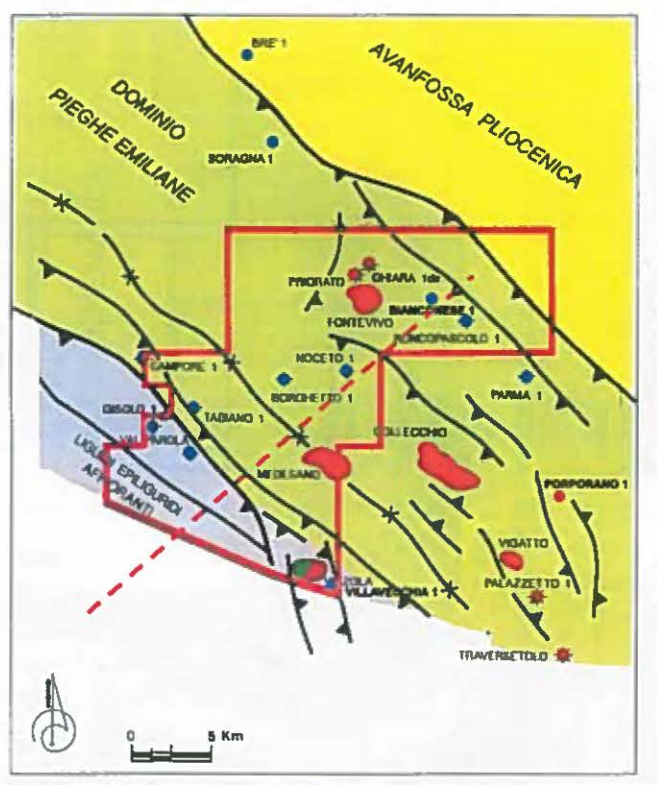 BRE' 1
AVANFOSSA PLIOCENICA
DOMINIO
PIEGHE EMILIANE
SORAGNA 1
PRIORATO
CHIARA 1dir
BIANCONESE 1
FONTEVIVO
RONCOPASCOLO 1
NOCETO 1
CAMPORE 1
BORGHETTO 1
PARMA 1
GISOLO 1
TABIANO 1
VALPAROLA
COLLECCHIO
LIGURI EPILIGURIDI
AFFIORANTI
MEDESANO
PORPORANO 1
VIGATTO
VILLAVECCHIA 1
PALAZZETTO 1
TRAVERSETOLO
0 5 Km